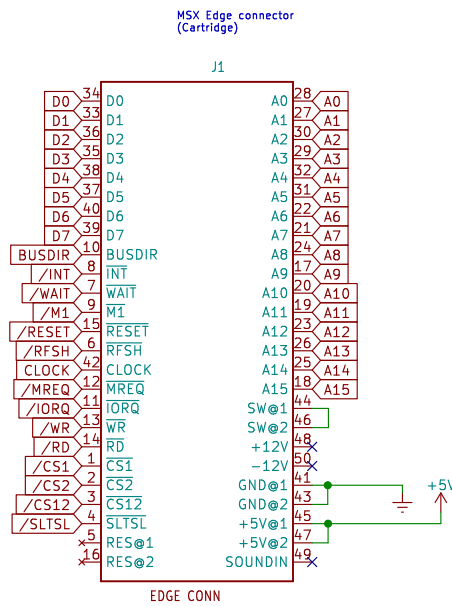 MSX Edge connector
(Cartridge)
J1
D0 34 D0 A0 28 A0
D1 33 D1 A1 27 A1
D2 36 D2 A2 30 A2
D3 35 D3 A3 29 A3
D4 38 D4 A4 32 A4
D5 37 D5 A5 31 A5
D6 40 D6 A6 22 A6
D7 39 D7 A7 21 A7
BUSDIR 10 BUSDIR A8 24 A8
/INT 8 INT A9 17 A9
/WAIT 7 WAIT A10 20 A10
/M1 9 M1 A11 19 A11
/RESET 15 RESET A12 23 A12
/RFSH 6 RFSH A13 26 A13
CLOCK 42 CLOCK A14 25 A14
/MREQ 12 MREQ A15 18 A15
/IORQ 11 IORQ SW@1 44
/WR 13 WR SW@2 46
/RD 14 RD +12V 48
/CS1 1 CS1 -12V 50
/CS2 2 CS2 GND@1 41 +5V
/CS12 3 CS12 GND@2 43
/SLTSL 4 SLTSL +5V@1 45
5 RES@1 +5V@2 47
16 RES@2 SOUNDIN 49
EDGE CONN